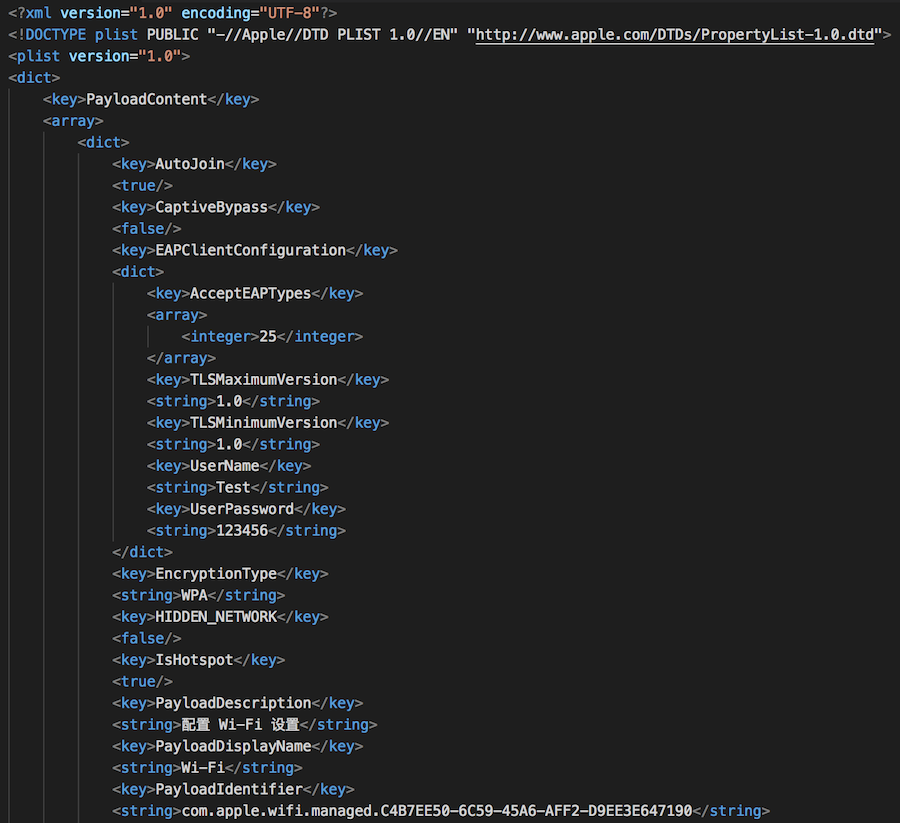 <?xml version="1.0" encoding="UTF-8"?>
<!DOCTYPE plist PUBLIC "-//Apple//DTD PLIST 1.0//EN" "http://www.apple.com/DTDs/PropertyList-1.0.dtd">
<plist version="1.0">
<dict>
<key>PayloadContent</key>
<array>
<dict>
<key>AutoJoin</key>
<true/>
<key>CaptiveBypass</key>
<false/>
<key>EAPClientConfiguration</key>
<dict>
<key>AcceptEAPTypes</key>
<array>
<integer>25</integer>
</array>
<key>TLSMaximumVersion</key>
<string>1.0</string>
<key>TLSMinimumVersion</key>
<string>1.0</string>
<key>UserName</key>
<string>Test</string>
<key>UserPassword</key>
<string>123456</string>
</dict>
<key>EncryptionType</key>
<string>WPA</string>
<key>HIDDEN_NETWORK</key>
<false/>
<key>IsHotspot</key>
<true/>
<key>PayloadDescription</key>
<string>配置 Wi-Fi 设置</string>
<key>PayloadDisplayName</key>
<string>Wi-Fi</string>
<key>PayloadIdentifier</key>
<string>com.apple.wifi.managed.C4B7EE50-6C59-45A6-AFF2-D9EE3E647190</string>